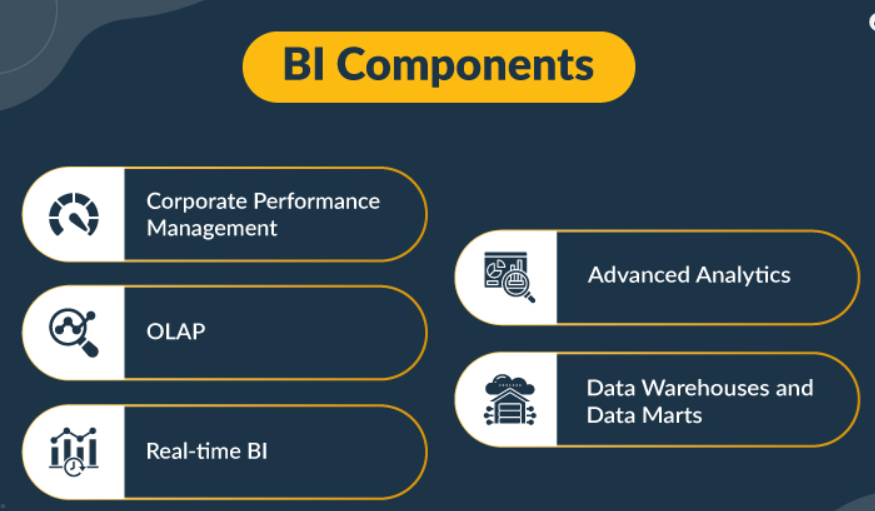 BI Components
Corporate Performance
Management
OLAP
Real-time BI
Advanced Analytics
Data Warehouses and
Data Marts